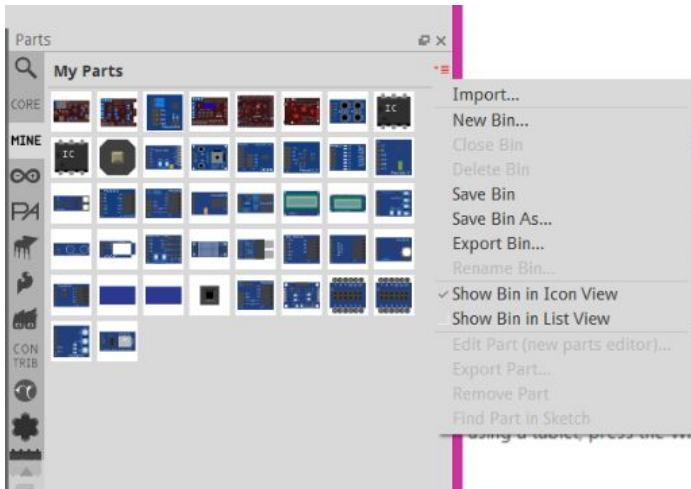 Parts
My Parts
CORE
MINE
PA
CON
TRIB
IC
IC
Import...
New Bin...
Close Bin
Delete Bin
Save Bin
Save Bin As...
Export Bin...
Rename Bin...
Show Bin in Icon View
Show Bin in List View
Edit Part (new parts editor)...
Export Part...
Remove Part
Find Part in Sketch
using a tablet, press the